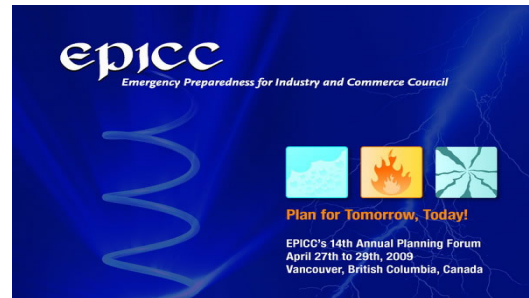 EPICC
Emergency Preparedness for Industry and Commerce Council
Plan for Tomorrow, Today!
EPICC's 14th Annual Planning Forum
April 27th to 29th, 2009
Vancouver, British Columbia, Canada